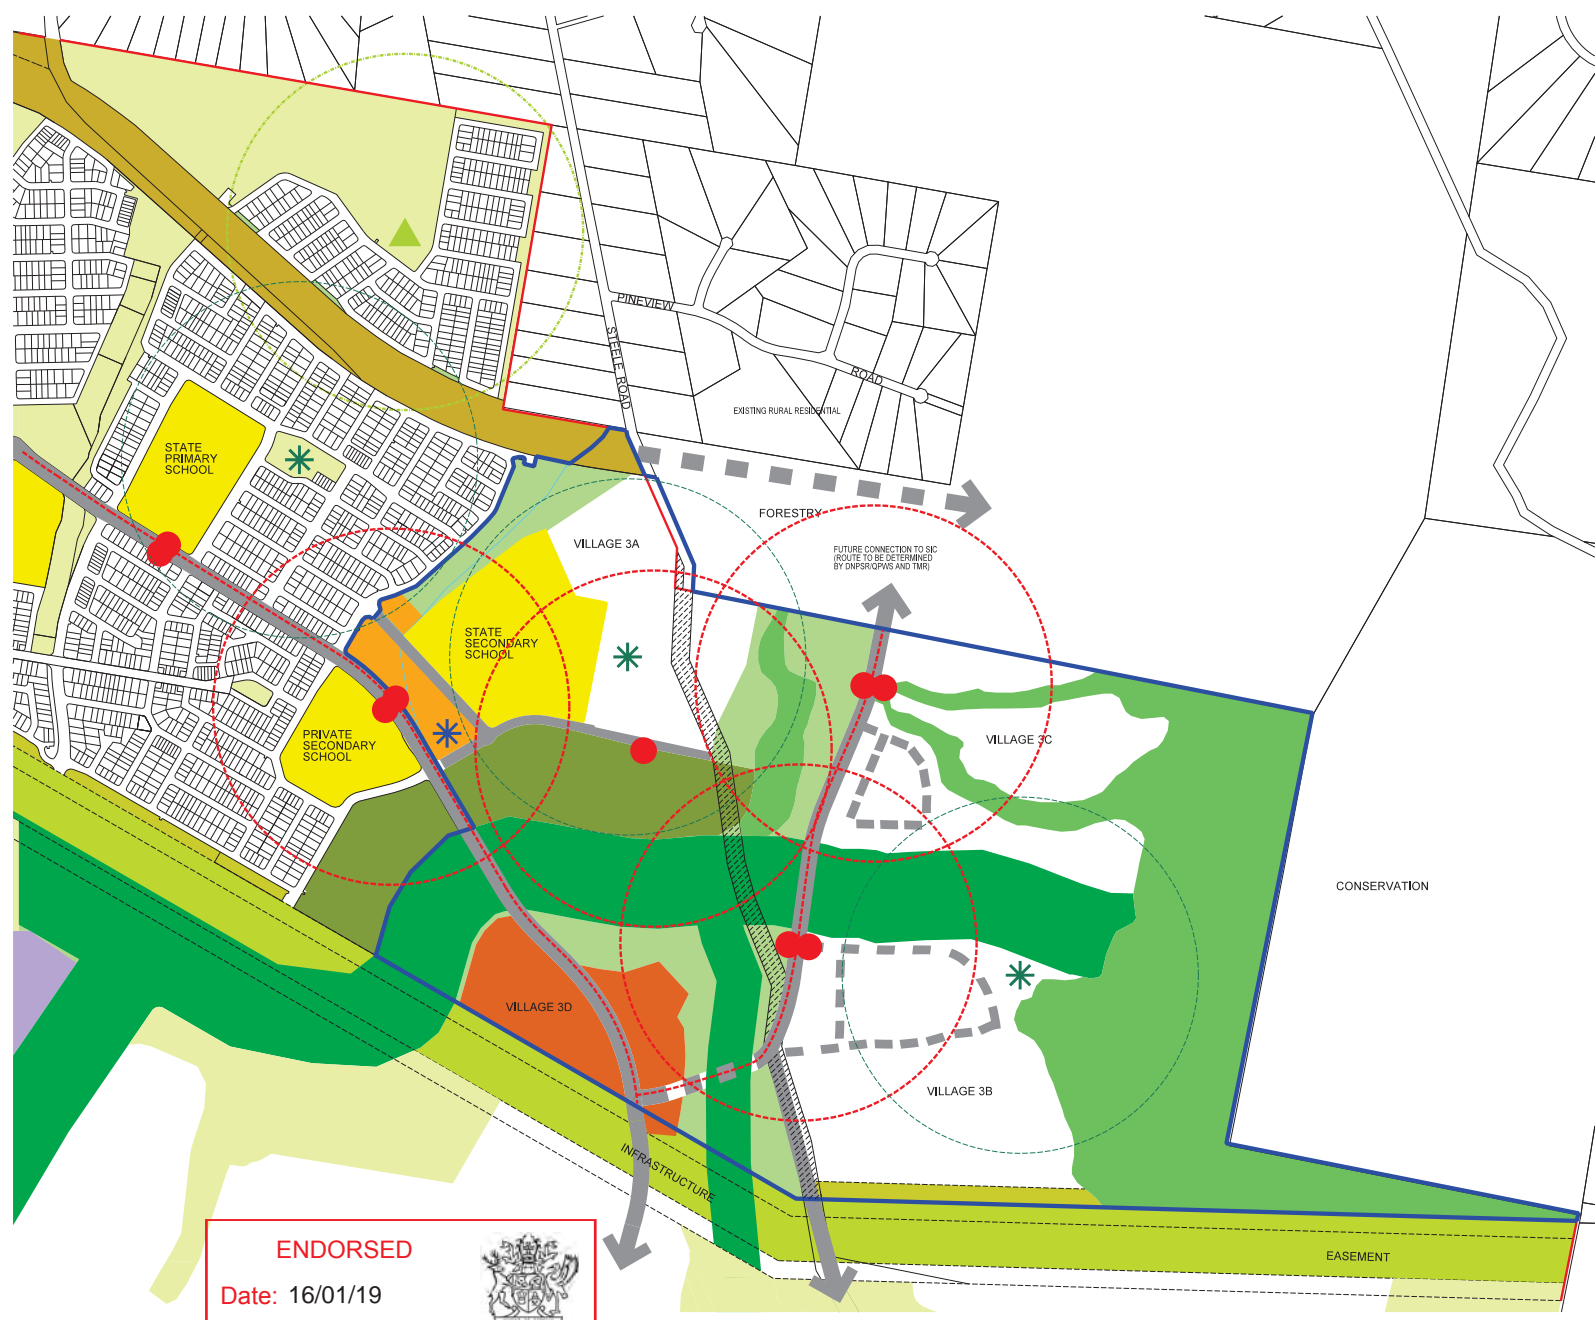 PINEVIEW
STEELE ROAD
ROAD
EXISTING RURAL RESIDENTIAL
STATE
PRIMARY
SCHOOL
FORESTRY
VILLAGE 3A
FUTURE CONNECTION TO SIC
(ROUTE TO BE DETERMINED
BY DNPSR/QPWS AND TMR)
STATE
SECONDARY
SCHOOL
PRIVATE
SECONDARY
SCHOOL
VILLAGE 3C
CONSERVATION
VILLAGE 3D
VILLAGE 3B
INFRASTRUCTURE
EASEMENT
ENDORSED
Date: 16/01/19